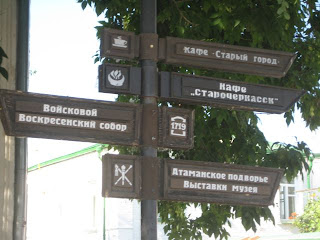 Кафе „Старый город"
Кафе
„Старочеркасск"
Войсковой
Воскресенский собор
1719
Атаманское подворье
Выставки музея